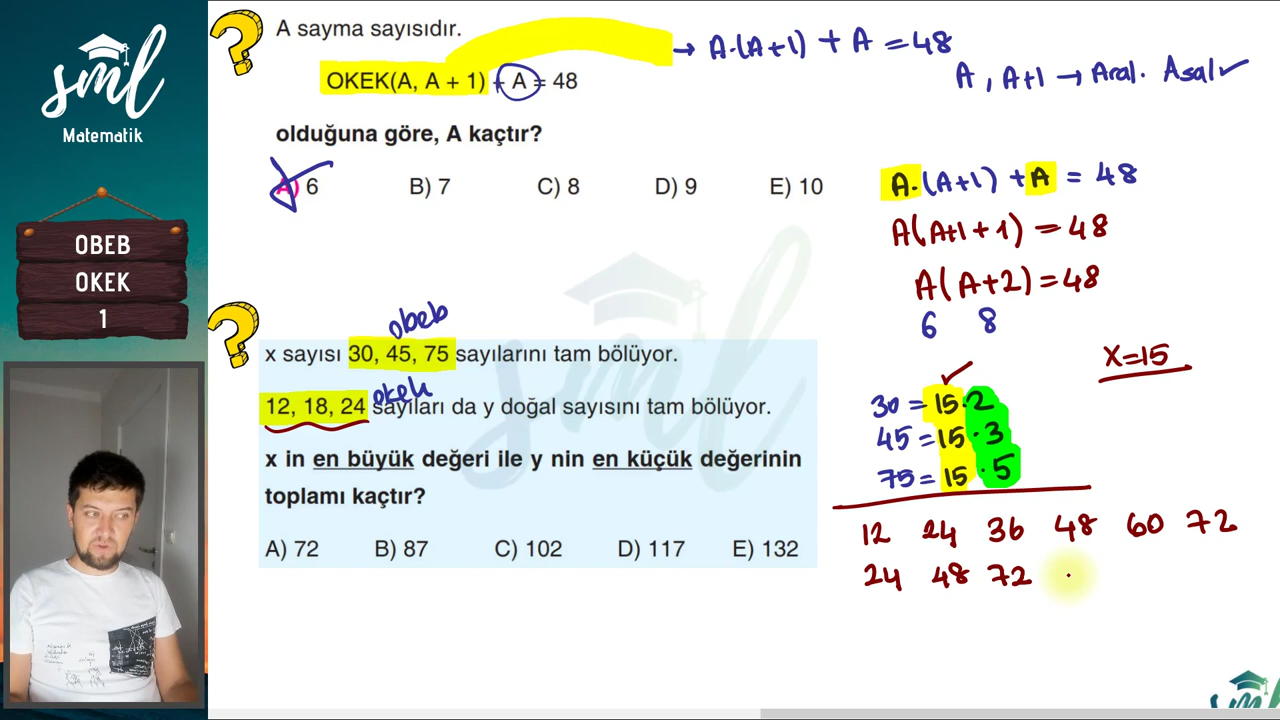 sml
Matematik
OBEB
OKEK
1
A sayma sayısıdır.
OKEK(A, A + 1) + A = 48
olduğuna göre, A kaçtır?
A) 6 B) 7 C) 8 D) 9 E) 10
→ A·(A+1) + A = 48
A, A+1 → Aral. Asal ✓
A·(A+1) + A = 48
A(A+1+1) = 48
A(A+2) = 48
6 8
obeb
x sayısı 30, 45, 75 sayılarını tam bölüyor.
okek
12, 18, 24 sayıları da y doğal sayısını tam bölüyor.
x in en büyük değeri ile y nin en küçük değerinin
toplamı kaçtır?
A) 72 B) 87 C) 102 D) 117 E) 132
x=15
30 = 15·2
45 = 15·3
75 = 15·5
12 24 36 48 60 72
24 48 72